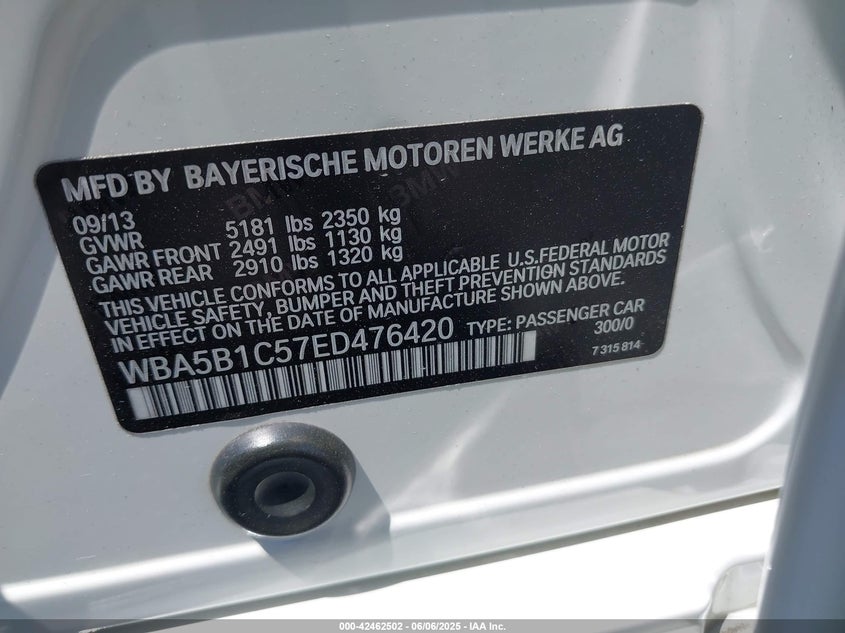 MFD BY BAYERISCHE MOTOREN WERKE AG
09/13
GVWR 5181 lbs 2350 kg
GAWR FRONT 2491 lbs 1130 kg
GAWR REAR 2910 lbs 1320 kg
THIS VEHICLE CONFORMS TO ALL APPLICABLE U.S.FEDERAL MOTOR
VEHICLE SAFETY, BUMPER AND THEFT PREVENTION STANDARDS
IN EFFECT ON THE DATE OF MANUFACTURE SHOWN ABOVE.
WBA5B1C57ED476420 TYPE: PASSENGER CAR
300/0
7 315 814
000-42462502 - 06/06/2025 - IAA Inc.